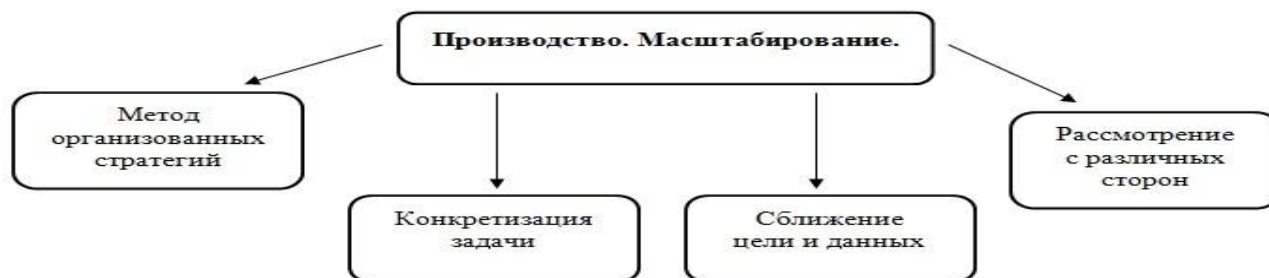 Производство. Масштабирование.
Метод
организованных
стратегий
Конкретизация
задачи
Сближение
цели и данных
Рассмотрение
с различных
сторон